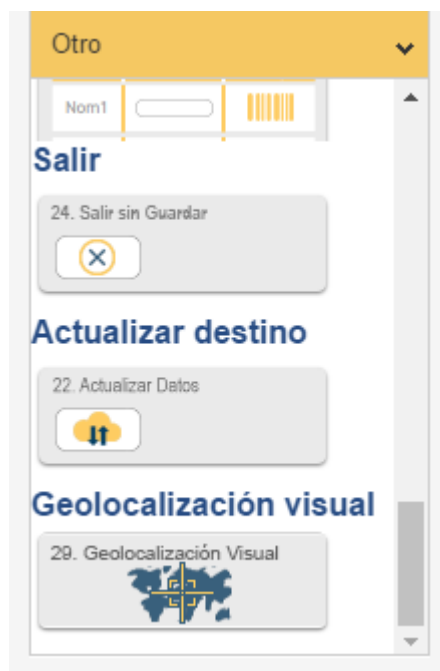 Otro
Nom1
Salir
24. Salir sin Guardar
Actualizar destino
22. Actualizar Datos
Geolocalización visual
29. Geolocalización Visual